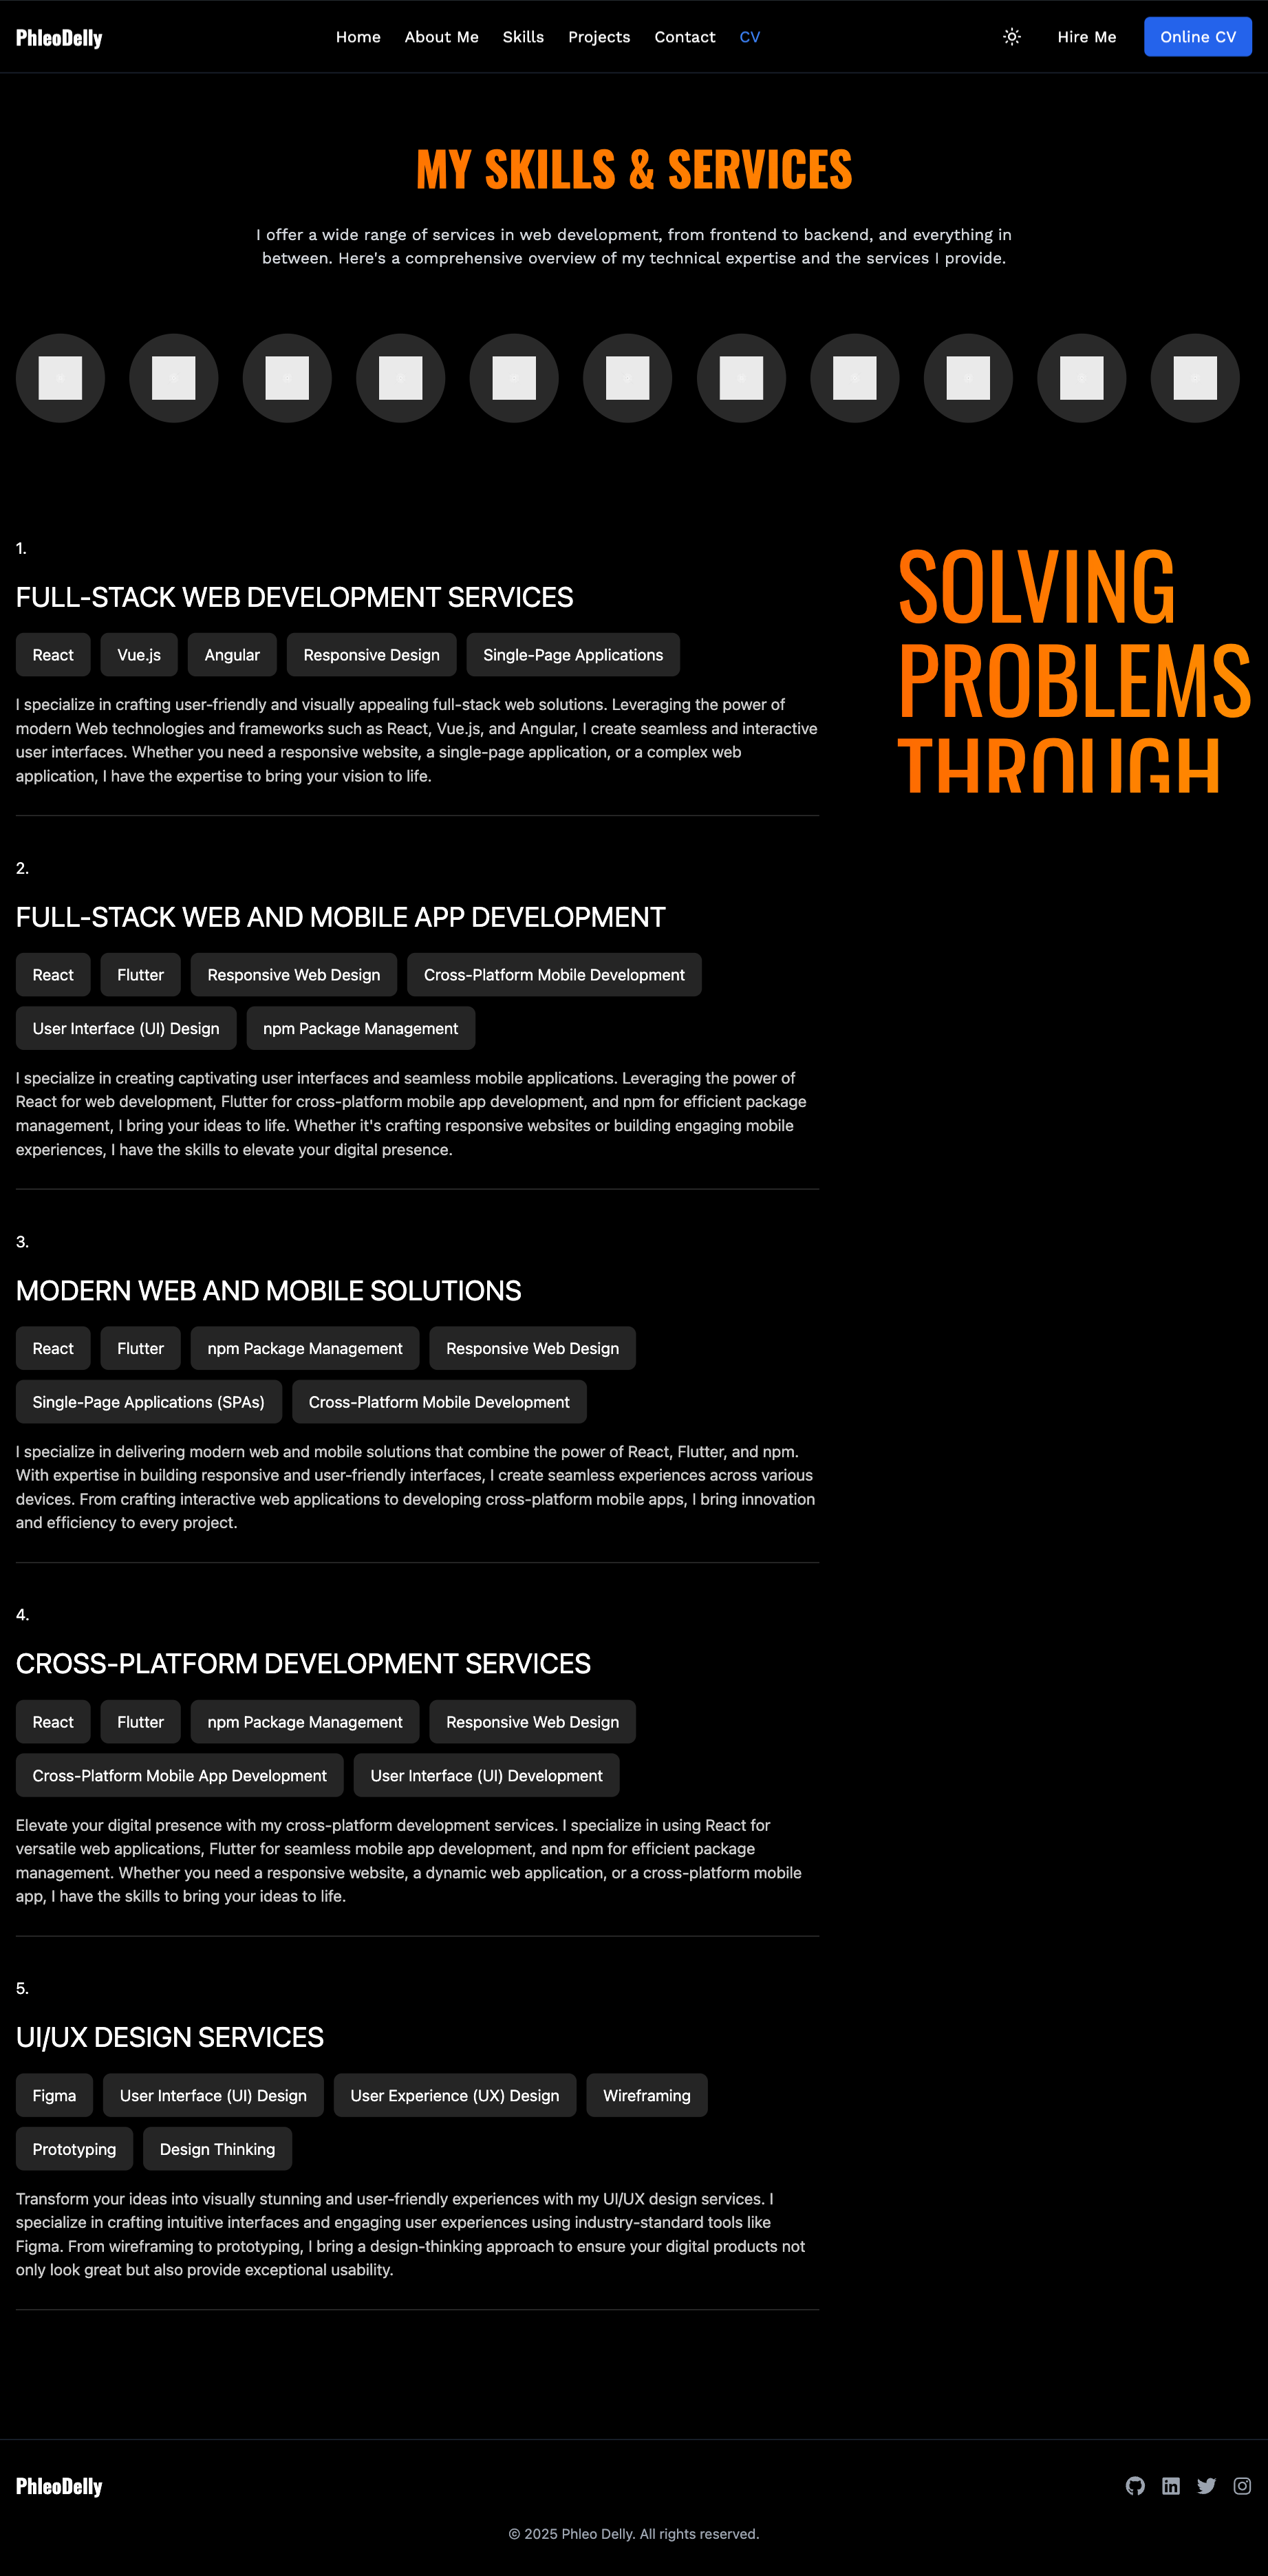 PhleoDelly
Home About Me Skills Projects Contact CV
Hire Me Online CV
MY SKILLS & SERVICES
I offer a wide range of services in web development, from frontend to backend, and everything in
between. Here's a comprehensive overview of my technical expertise and the services I provide.
1.
FULL-STACK WEB DEVELOPMENT SERVICES
React Vue.js Angular Responsive Design Single-Page Applications
I specialize in crafting user-friendly and visually appealing full-stack web solutions. Leveraging the power of
modern Web technologies and frameworks such as React, Vue.js, and Angular, I create seamless and interactive
user interfaces. Whether you need a responsive website, a single-page application, or a complex web
application, I have the expertise to bring your vision to life.
SOLVING
PROBLEMS
THROUGH
2.
FULL-STACK WEB AND MOBILE APP DEVELOPMENT
React Flutter Responsive Web Design Cross-Platform Mobile Development
User Interface (UI) Design npm Package Management
I specialize in creating captivating user interfaces and seamless mobile applications. Leveraging the power of
React for web development, Flutter for cross-platform mobile app development, and npm for efficient package
management, I bring your ideas to life. Whether it's crafting responsive websites or building engaging mobile
experiences, I have the skills to elevate your digital presence.
3.
MODERN WEB AND MOBILE SOLUTIONS
React Flutter npm Package Management Responsive Web Design
Single-Page Applications (SPAs) Cross-Platform Mobile Development
I specialize in delivering modern web and mobile solutions that combine the power of React, Flutter, and npm.
With expertise in building responsive and user-friendly interfaces, I create seamless experiences across various
devices. From crafting interactive web applications to developing cross-platform mobile apps, I bring innovation
and efficiency to every project.
4.
CROSS-PLATFORM DEVELOPMENT SERVICES
React Flutter npm Package Management Responsive Web Design
Cross-Platform Mobile App Development User Interface (UI) Development
Elevate your digital presence with my cross-platform development services. I specialize in using React for
versatile web applications, Flutter for seamless mobile app development, and npm for efficient package
management. Whether you need a responsive website, a dynamic web application, or a cross-platform mobile
app, I have the skills to bring your ideas to life.
5.
UI/UX DESIGN SERVICES
Figma User Interface (UI) Design User Experience (UX) Design Wireframing
Prototyping Design Thinking
Transform your ideas into visually stunning and user-friendly experiences with my UI/UX design services. I
specialize in crafting intuitive interfaces and engaging user experiences using industry-standard tools like
Figma. From wireframing to prototyping, I bring a design-thinking approach to ensure your digital products not
only look great but also provide exceptional usability.
PhleoDelly
© 2025 Phleo Delly. All rights reserved.